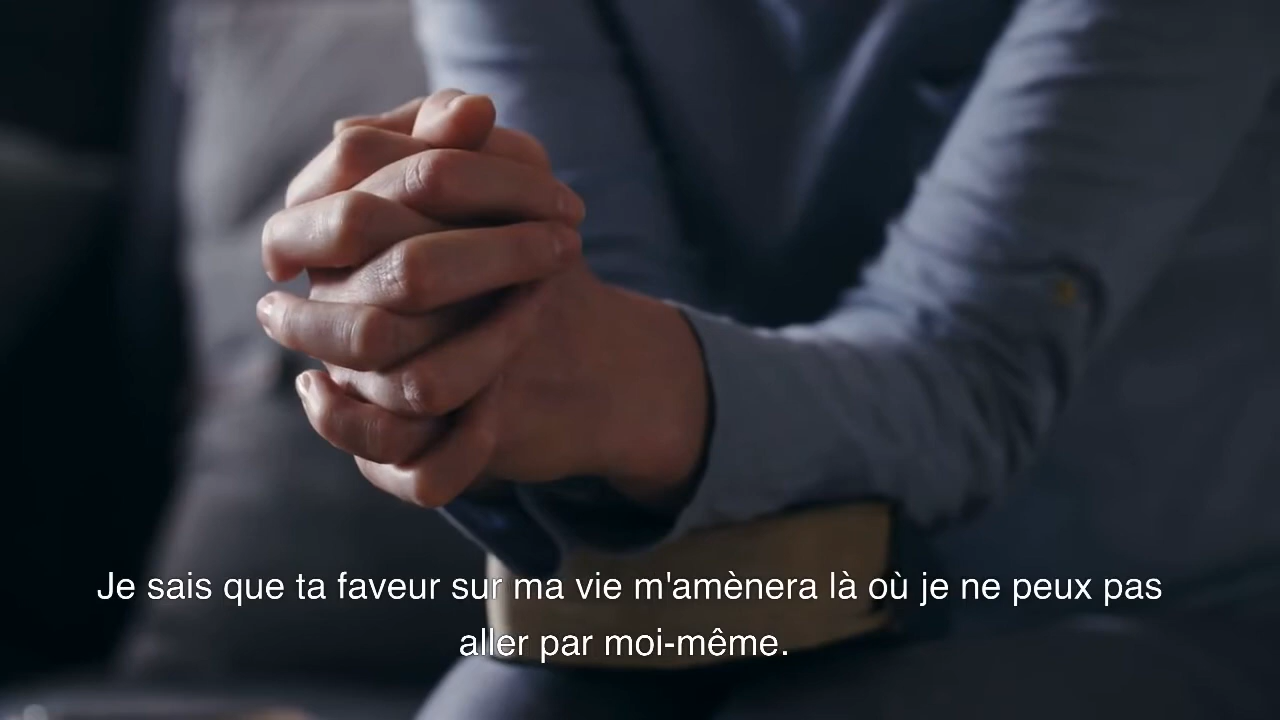 Je sais que ta faveur sur ma vie m'amènera là où je ne peux pas
aller par moi-même.